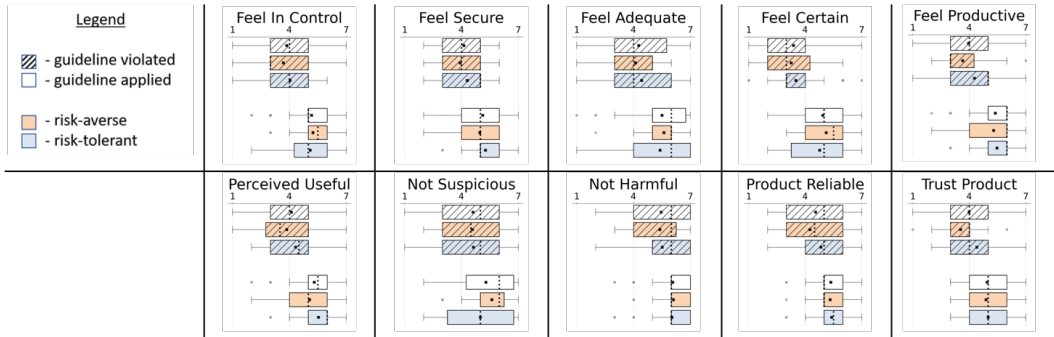 Legend
- guideline violated
- guideline applied
- risk-averse
- risk-tolerant
Feel In Control
1 4 7
Feel Secure
1 4 7
Feel Adequate
1 4 7
Feel Certain
1 4 7
Feel Productive
1 4 7
Perceived Useful
1 4 7
Not Suspicious
1 4 7
Not Harmful
1 4 7
Product Reliable
1 4 7
Trust Product
1 4 7